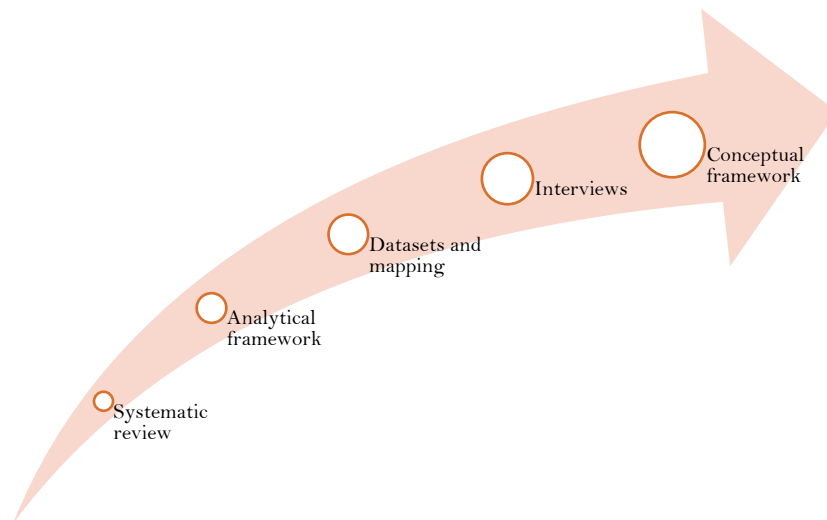 Systematic
review
Analytical
framework
Datasets and
mapping
Interviews
Conceptual
framework